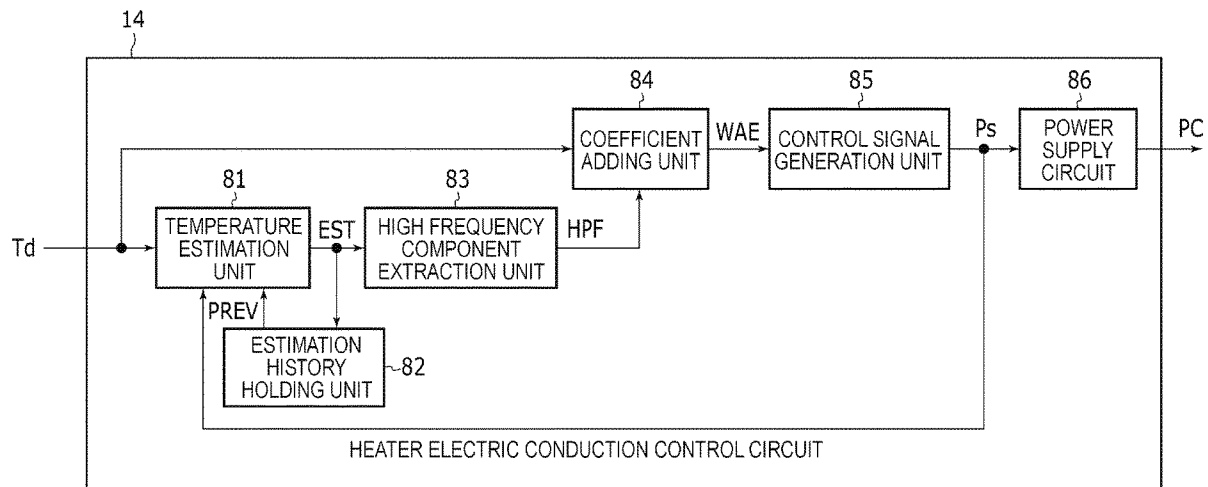 14
84
85
86
COEFFICIENT
ADDING UNIT
WAE
CONTROL SIGNAL
GENERATION UNIT
Ps
POWER
SUPPLY
CIRCUIT
PC
81
83
Td
TEMPERATURE
ESTIMATION
UNIT
EST
HIGH FREQUENCY
COMPONENT
EXTRACTION UNIT
HPF
PREV
ESTIMATION
HISTORY
HOLDING UNIT
82
HEATER ELECTRIC CONDUCTION CONTROL CIRCUIT